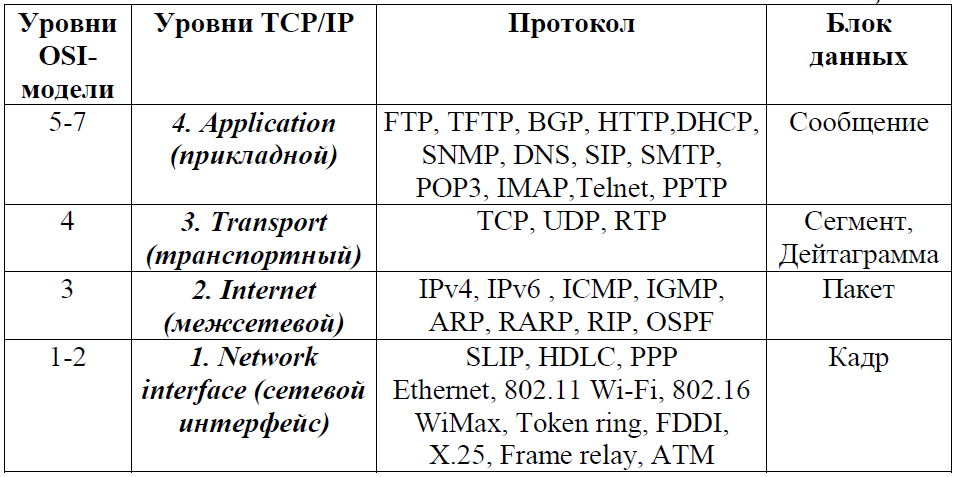 Уровни OSI-модели | Уровни TCP/IP | Протокол | Блок данных
5-7 | 4. Application (прикладной) | FTP, TFTP, BGP, HTTP,DHCP, SNMP, DNS, SIP, SMTP, POP3, IMAP,Telnet, PPTP | Сообщение
4 | 3. Transport (транспортный) | TCP, UDP, RTP | Сегмент, Дейтаграмма
3 | 2. Internet (межсетевой) | IPv4, IPv6 , ICMP, IGMP, ARP, RARP, RIP, OSPF | Пакет
1-2 | 1. Network interface (сетевой интерфейс) | SLIP, HDLC, PPP Ethernet, 802.11 Wi-Fi, 802.16 WiMax, Token ring, FDDI, X.25, Frame relay, ATM | Кадр